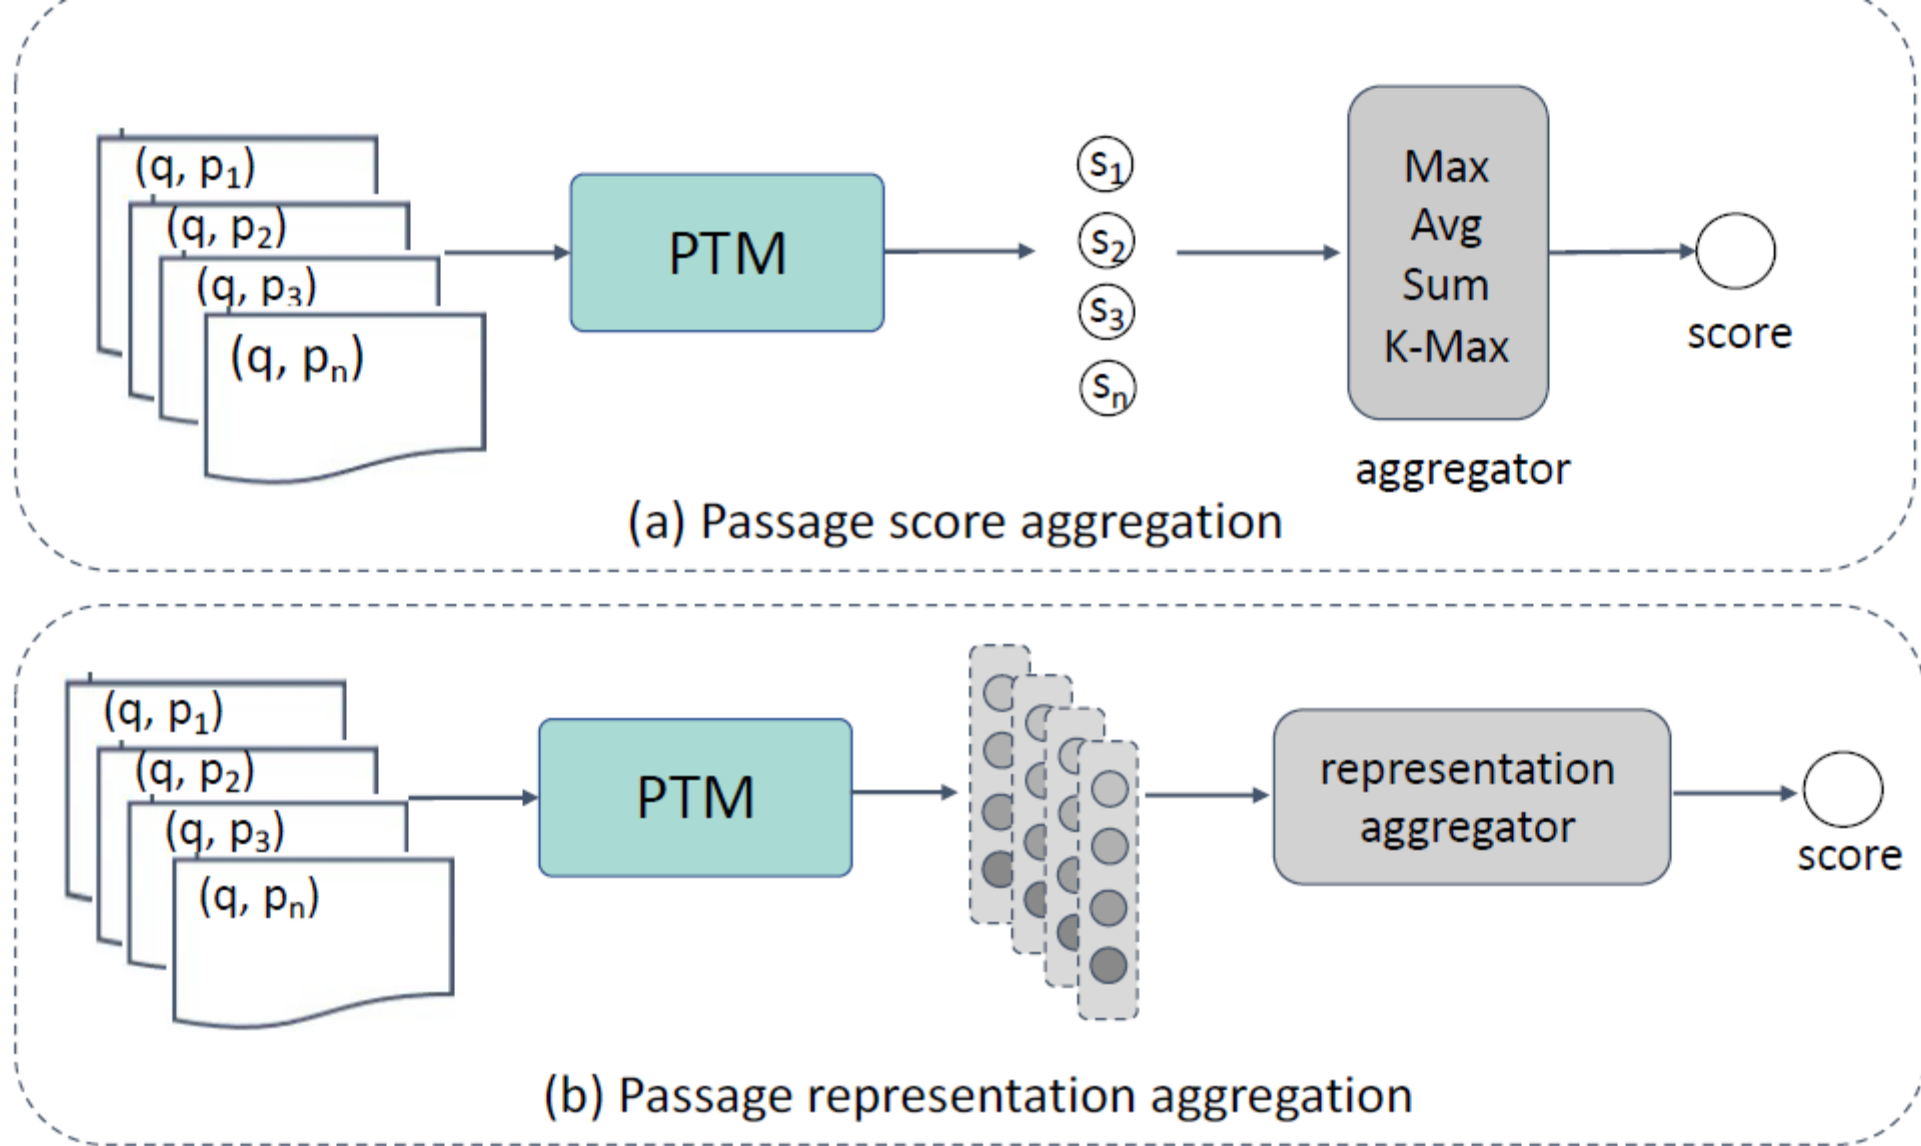 (q, p₁)
(q, p₂)
(q, p₃)
(q, pₙ)
PTM
s₁
s₂
s₃
sₙ
Max
Avg
Sum
K-Max
aggregator
score
(a) Passage score aggregation
(q, p₁)
(q, p₂)
(q, p₃)
(q, pₙ)
PTM
representation
aggregator
score
(b) Passage representation aggregation